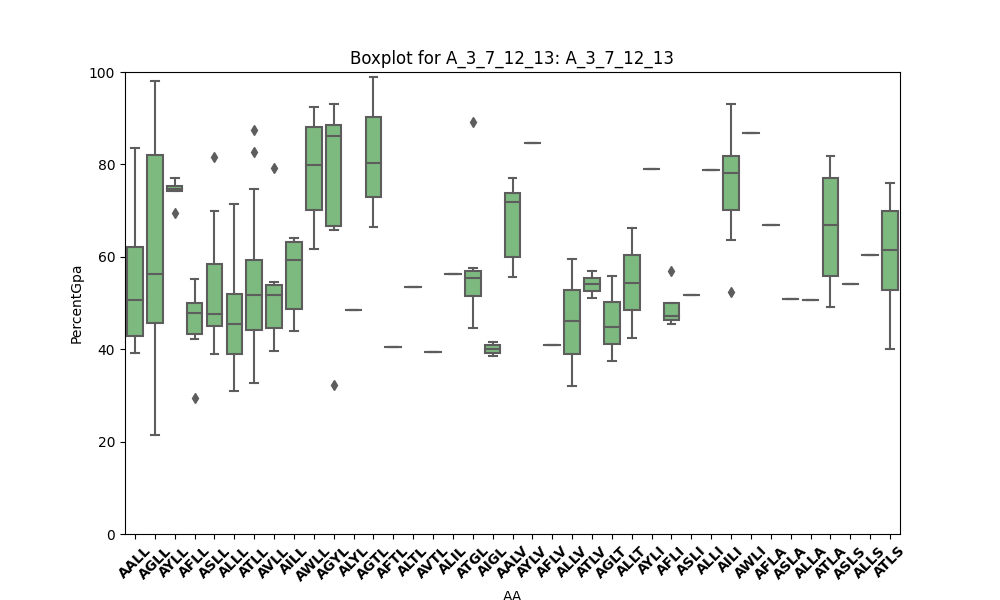 Boxplot for A_3_7_12_13: A_3_7_12_13
100
80
60
40
20
0
PercentGpa
AALL AGLL AYLL AFLL ASLL ALLL ATLL AVLL AILL AWLL AGYL ALYL AGTL AFTL ALTL AVTL ALIL ATGL AIGL AALV AYLV AFLV ALLV ATLV AGLT ALLT AYLI AFLI ASLI ALLI AILI AWLI AFLA ASLA ALLA ATLA ASLS ALLS ATLS
AA